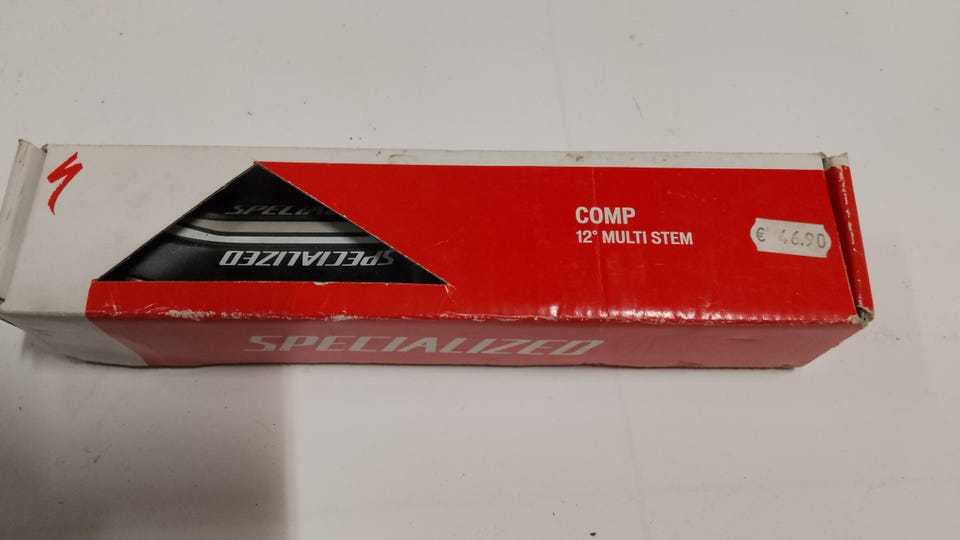 SPECIALIZED
SPECIALIZED
COMP
12° MULTI STEM
€ 46.90
SPECIALIZED